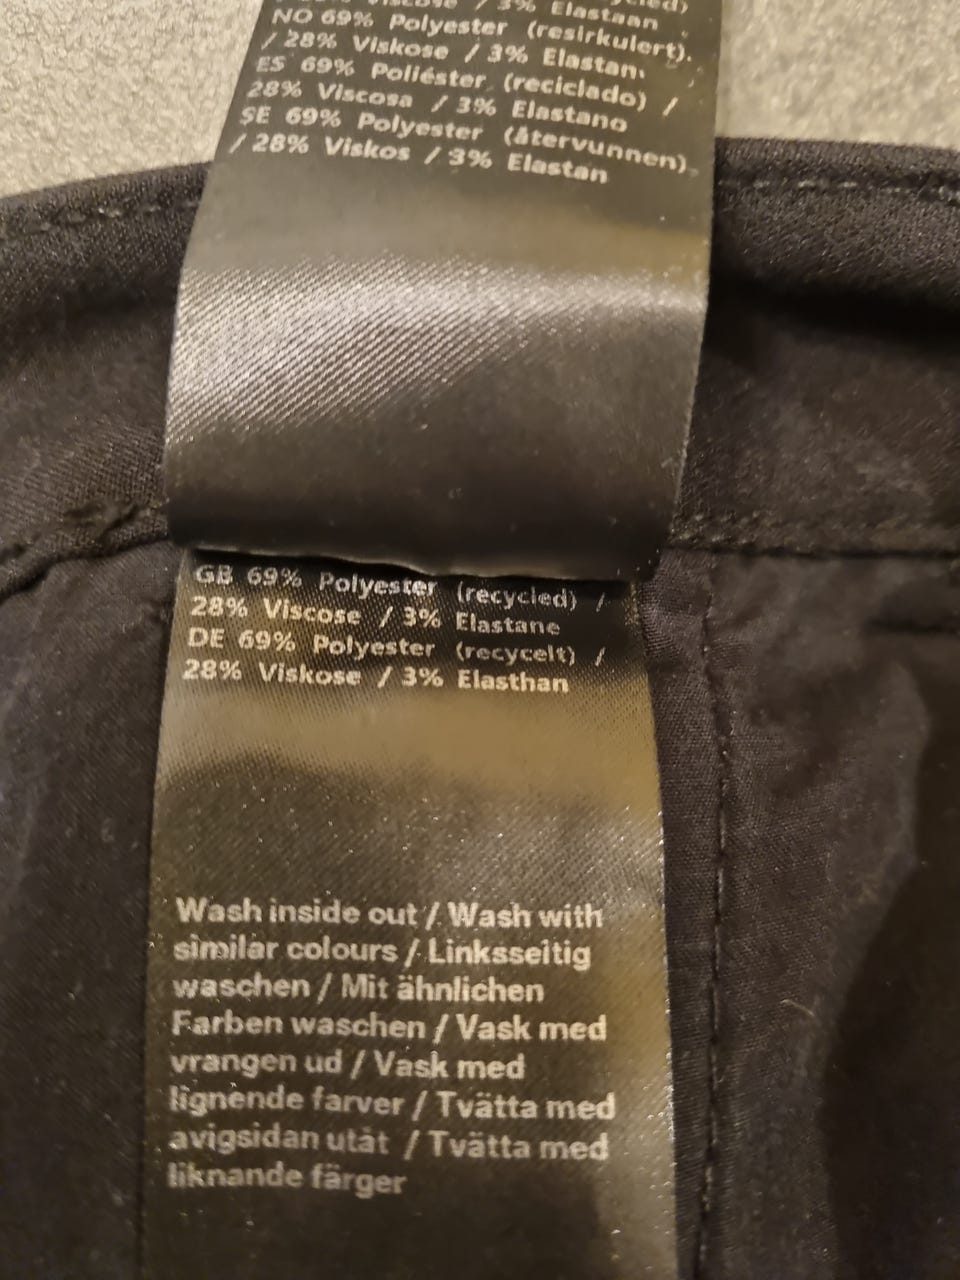 Viscose / 3% Elastaan
NO 69% Polyester (resirkulert).
/ 28% Viskose / 3% Elastan.
ES 69% Poliéster (reciclado) /
28% Viscosa / 3% Elastano
SE 69% Polyester (återvunnen).
/ 28% Viskos / 3% Elastan
GB 69% Polyester (recycled) /
28% Viscose / 3% Elastane
DE 69% Polyester (recycelt) /
28% Viskose / 3% Elasthan
Wash inside out / Wash with
similar colours / Linksseitig
waschen / Mit ähnlichen
Farben waschen / Vask med
vrangen ud / Vask med
lignende farver / Tvätta med
avigsidan utåt / Tvätta med
liknande färger